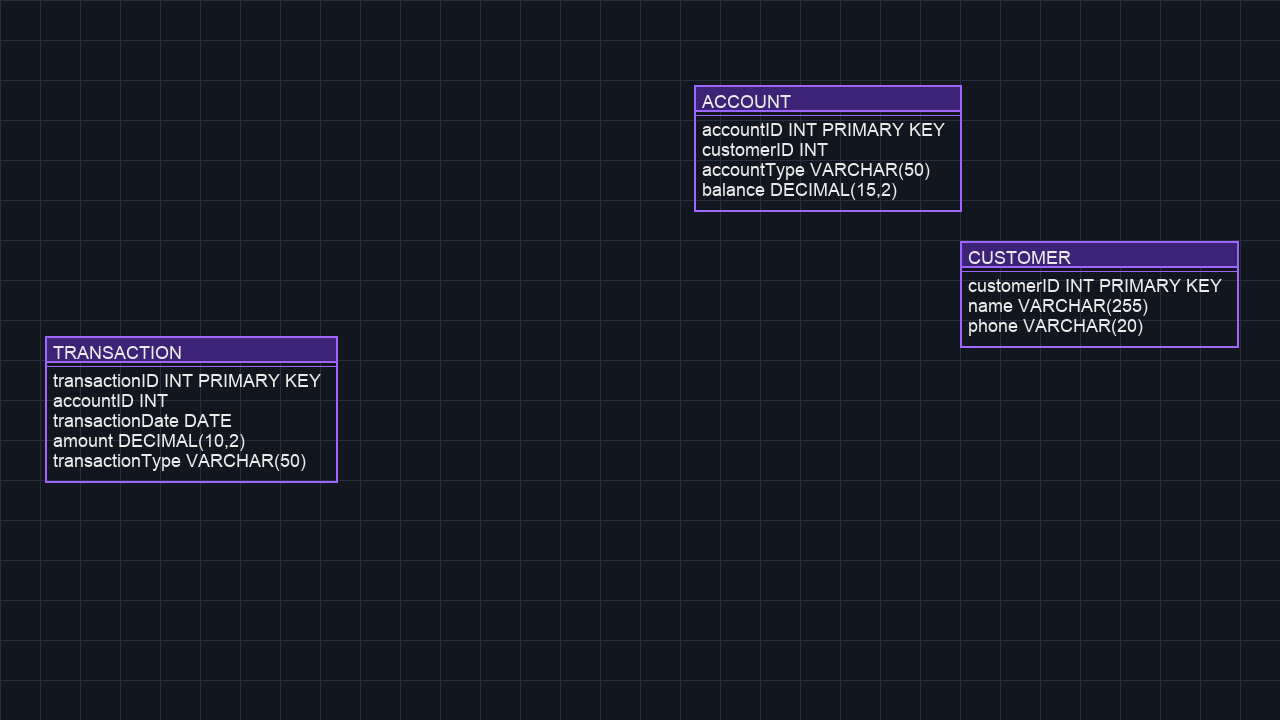 ACCOUNT
accountID INT PRIMARY KEY
customerID INT
accountType VARCHAR(50)
balance DECIMAL(15,2)
CUSTOMER
customerID INT PRIMARY KEY
name VARCHAR(255)
phone VARCHAR(20)
TRANSACTION
transactionID INT PRIMARY KEY
accountID INT
transactionDate DATE
amount DECIMAL(10,2)
transactionType VARCHAR(50)